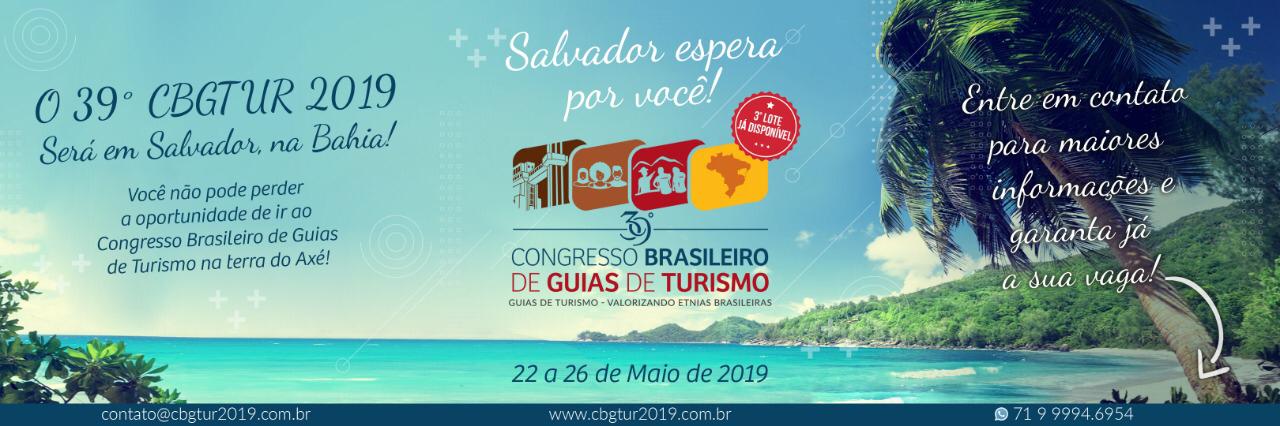 O 39° CBGTUR 2019
Será em Salvador, na Bahia!
Você não pode perder
a oportunidade de ir ao
Congresso Brasileiro de Guias
de Turismo na terra do Axé!
Salvador espera
por você!
3° LOTE
JÁ DISPONÍVEL
39°
CONGRESSO BRASILEIRO
DE GUIAS DE TURISMO
GUIAS DE TURISMO - VALORIZANDO ETNIAS BRASILEIRAS
22 a 26 de Maio de 2019
Entre em contato
para maiores
informações e
garanta já
a sua vaga!
contato@cbgtur2019.com.br
www.cbgtur2019.com.br
71 9 9994.6954